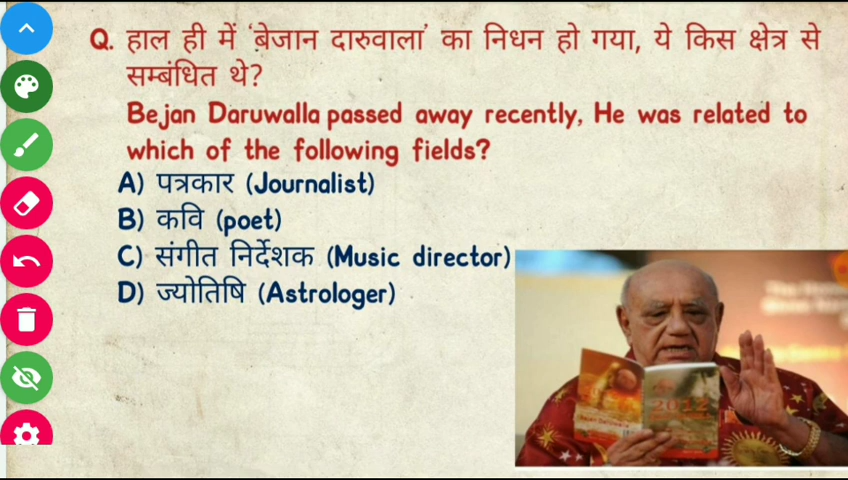 Q. हाल ही में 'बेजान दारुवाला' का निधन हो गया, ये किस क्षेत्र से
सम्बंधित थे?
Bejan Daruwalla passed away recently, He was related to
which of the following fields?
A) पत्रकार (Journalist)
B) कवि (poet)
C) संगीत निर्देशक (Music director)
D) ज्योतिषि (Astrologer)
2012